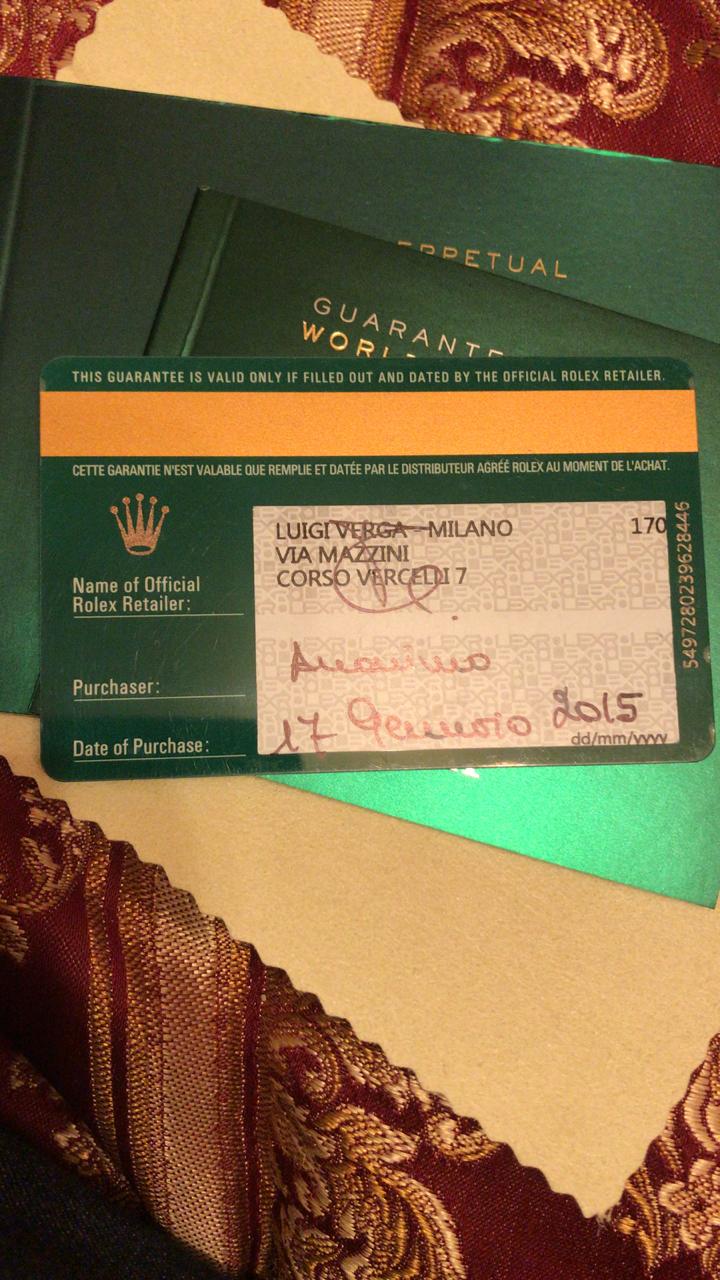 PERPETUAL
GUARANTE
WORL
THIS GUARANTEE IS VALID ONLY IF FILLED OUT AND DATED BY THE OFFICIAL ROLEX RETAILER.
CETTE GARANTIE N'EST VALABLE QUE REMPLIE ET DATÉE PAR LE DISTRIBUTEUR AGRÉÉ ROLEX AU MOMENT DE L'ACHAT.
LUIGI VERGA - MILANO 170
VIA MAZZINI
CORSO VERCELLI 7
Name of Official
Rolex Retailer:
Purchaser: Anonimo
Date of Purchase: 17 Gennaio 2015
dd/mm/yyyy
5497280239628446